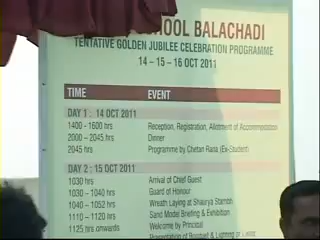 SCHOOL BALACHADI
TENTATIVE GOLDEN JUBILEE CELEBRATION PROGRAMME
14 - 15 - 16 OCT 2011
TIME EVENT
DAY 1 : 14 OCT 2011
1400 - 1600 hrs Reception, Registration, Allotment of Accommodation
2000 - 2045 hrs Dinner
2045 hrs Programme by Chetan Rana (Ex-Student)
DAY 2 : 15 OCT 2011
1030 hrs Arrival of Chief Guest
1030 - 1040 hrs Guard of Honour
1040 - 1052 hrs Wreath Laying at Shaurya Stambh
1110 - 1120 hrs Sand Model Briefing & Exhibition
1125 hrs onwards Welcome by Principal
Presentation of & Lighting